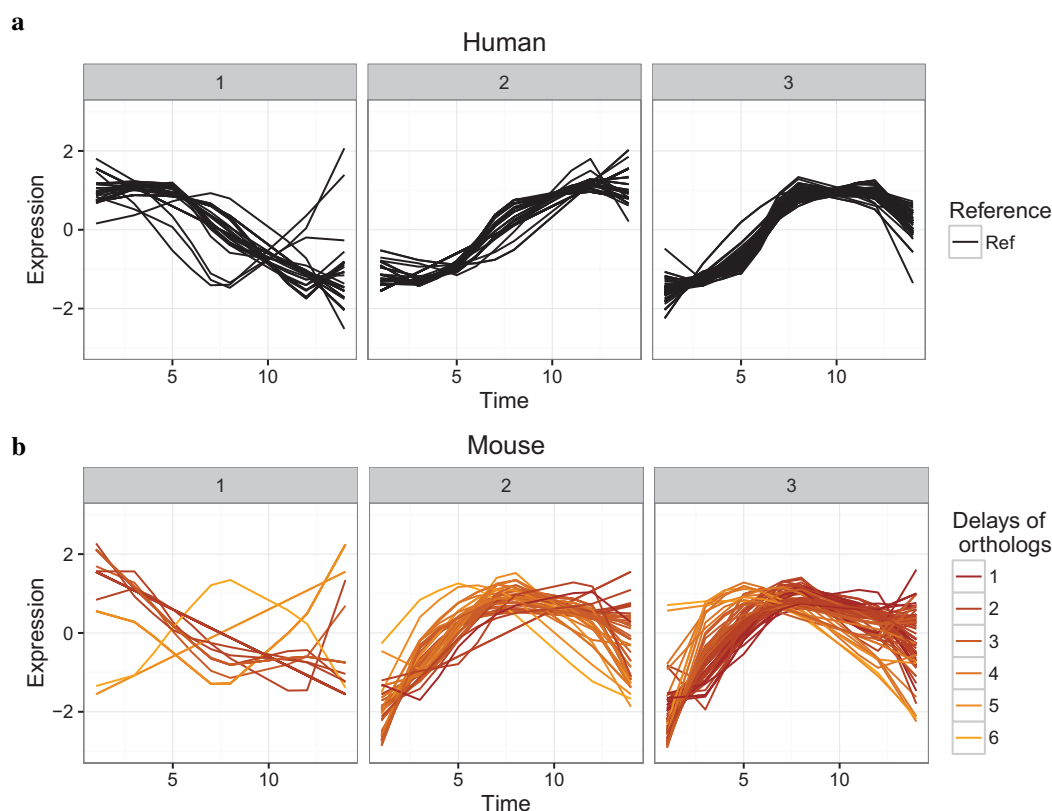 a
Human
1 2 3
Expression
2
0
−2
5 10 5 10 5 10
Time
Reference
Ref
b
Mouse
1 2 3
Expression
2
0
−2
5 10 5 10 5 10
Time
Delays of
orthologs
1
2
3
4
5
6